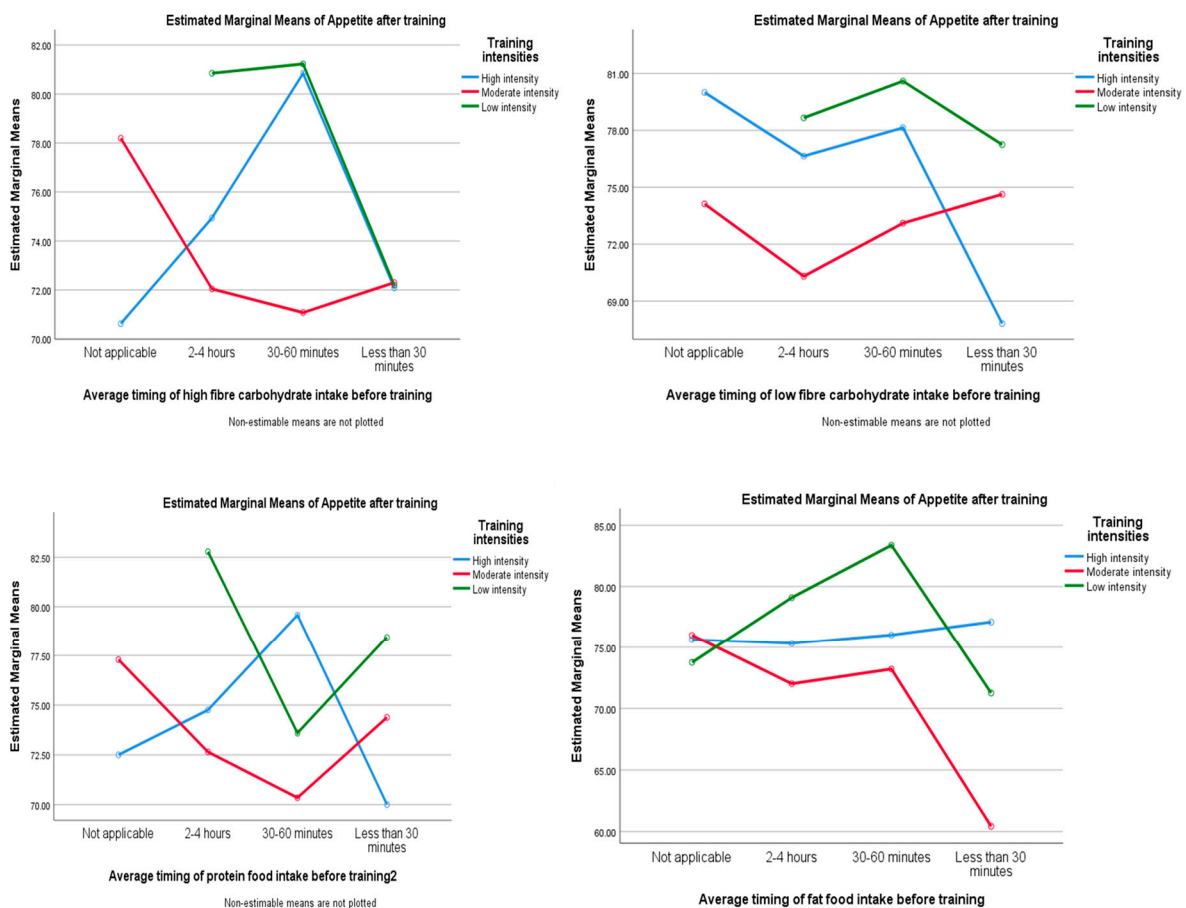 Estimated Marginal Means of Appetite after training
Training
intensities
High intensity
Moderate intensity
Low intensity
Estimated Marginal Means
82.00
80.00
78.00
76.00
74.00
72.00
70.00
Not applicable
2-4 hours
30-60 minutes
Less than 30
minutes
Average timing of high fibre carbohydrate intake before training
Non-estimable means are not plotted
Estimated Marginal Means of Appetite after training
Training
intensities
High intensity
Moderate intensity
Low intensity
Estimated Marginal Means
81.00
78.00
75.00
72.00
69.00
Not applicable
2-4 hours
30-60 minutes
Less than 30
minutes
Average timing of low fibre carbohydrate intake before training
Non-estimable means are not plotted
Estimated Marginal Means of Appetite after training
Training
intensities
High intensity
Moderate intensity
Low intensity
Estimated Marginal Means
82.50
80.00
77.50
75.00
72.50
70.00
Not applicable
2-4 hours
30-60 minutes
Less than 30
minutes
Average timing of protein food intake before training2
Non-estimable means are not plotted
Estimated Marginal Means of Appetite after training
Training
intensities
High intensity
Moderate intensity
Low intensity
Estimated Marginal Means
85.00
80.00
75.00
70.00
65.00
60.00
Not applicable
2-4 hours
30-60 minutes
Less than 30
minutes
Average timing of fat food intake before training